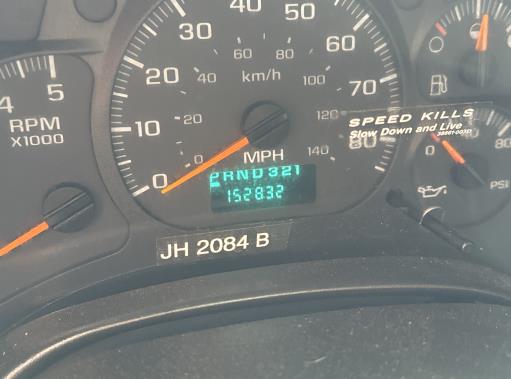 30 40 50
20 60
10 70
0 80
20 40 60 80 100 120 140
0
km/h
MPH
4 5
RPM
X1000
PRND321
152832
JH 2084 B
SPEED KILLS
Slow Down and Live
0 80
PSI